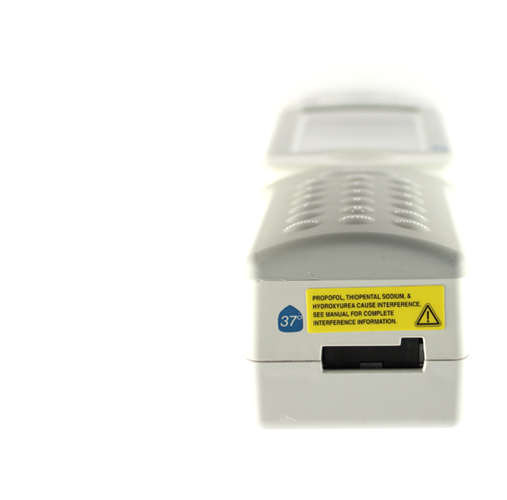 PROPOFOL, THIOPENTAL SODIUM, &
HYDROXYUREA CAUSE INTERFERENCE.
SEE MANUAL FOR COMPLETE
INTERFERENCE INFORMATION.
37°